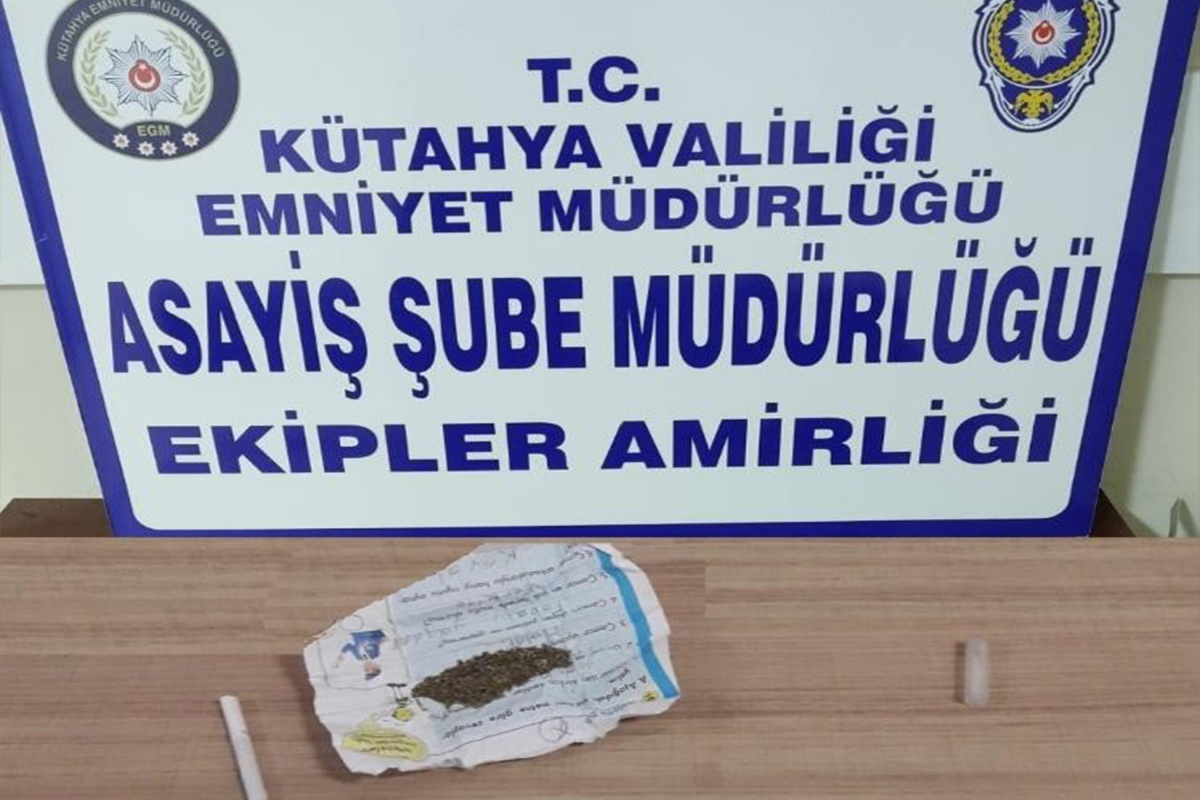 KÜTAHYA EMNİYET MÜDÜRLÜĞÜ
EGM
T.C.
KÜTAHYA VALİLİĞİ
EMNİYET MÜDÜRLÜĞÜ
ASAYİŞ ŞUBE MÜDÜRLÜĞÜ
EKİPLER AMİRLİĞİ